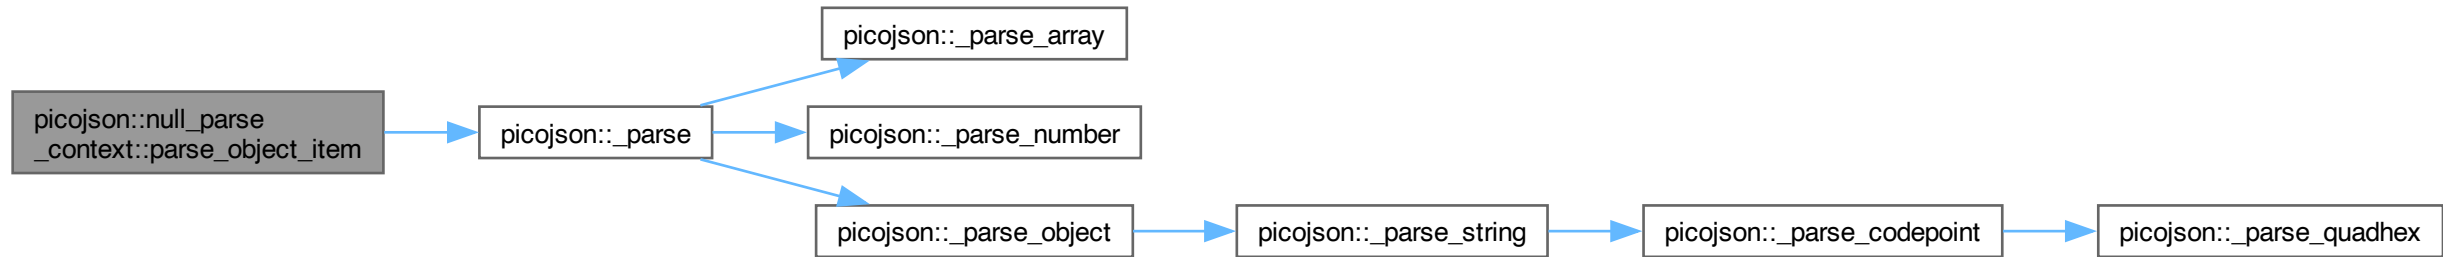 picojson::_parse_array
picojson::null_parse
_context::parse_object_item
picojson::_parse
picojson::_parse_number
picojson::_parse_object
picojson::_parse_string
picojson::_parse_codepoint
picojson::_parse_quadhex